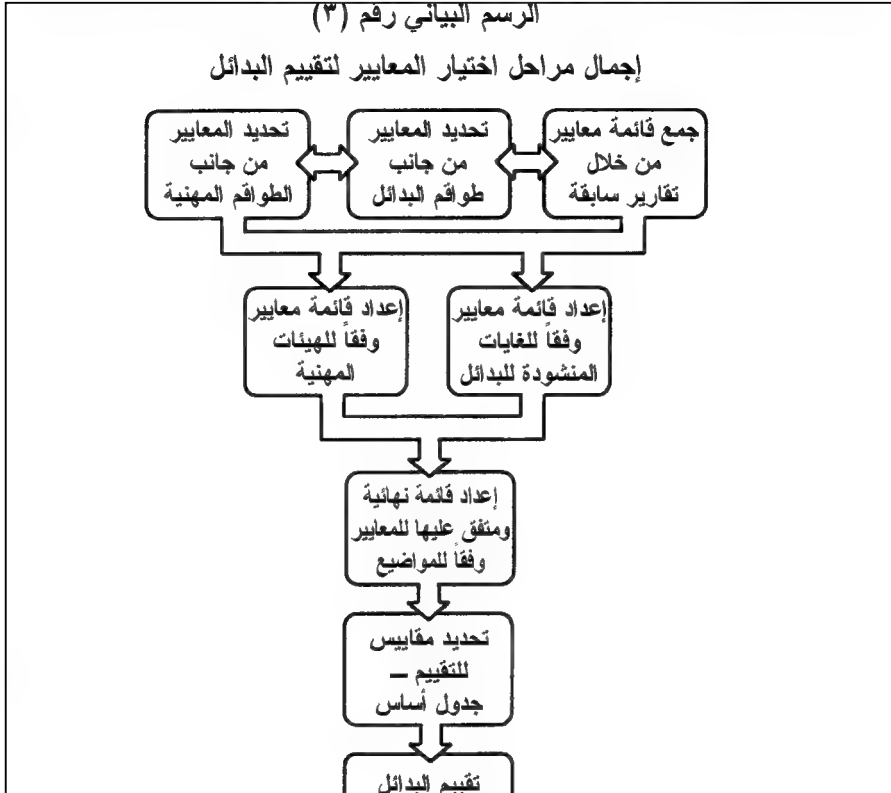 الرسم البياني رقم (٣)
إجمال مراحل اختيار المعايير لتقييم البدائل
جمع قائمة معايير
من خلال
تقارير سابقة
تحديد المعايير
من جانب
طواقم البدائل
تحديد المعايير
من جانب
الطواقم المهنية
إعداد قائمة معايير
وفقاً للغايات
المنشودة للبدائل
إعداد قائمة معايير
وفقاً للهيئات
المهنية
إعداد قائمة نهائية
ومتفق عليها للمعايير
وفقاً للمواضيع
تحديد مقاييس
للتقييم –
جدول أساس
تقييم البدائل